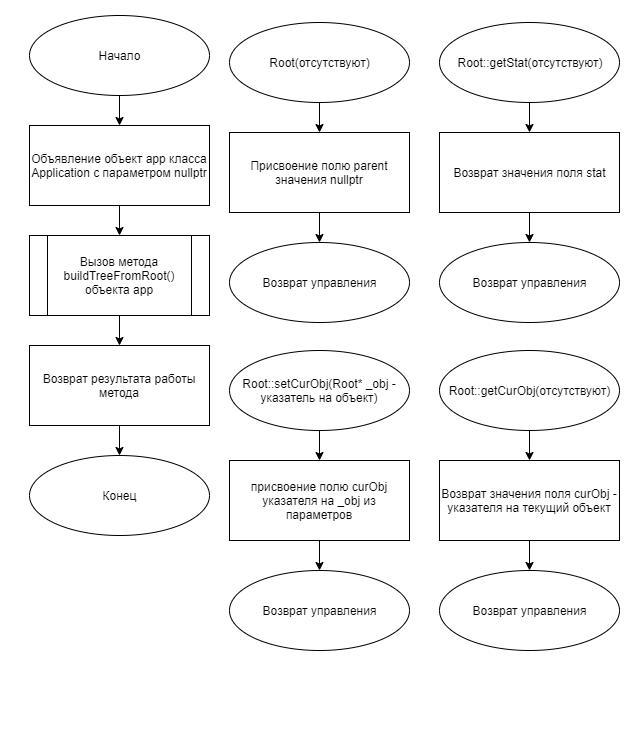 Начало
Объявление объект app класса
Application с параметром nullptr
Вызов метода
buildTreeFromRoot()
объекта app
Возврат результата работы
метода
Конец
Root(отсутствуют)
Присвоение полю parent
значения nullptr
Возврат управления
Root::getStat(отсутствуют)
Возврат значения поля stat
Возврат управления
Root::setCurObj(Root* _obj -
указатель на объект)
присвоение полю curObj
указателя на _obj из
параметров
Возврат управления
Root::getCurObj(отсутствуют)
Возврат значения поля curObj -
указателя на текущий объект
Возврат управления